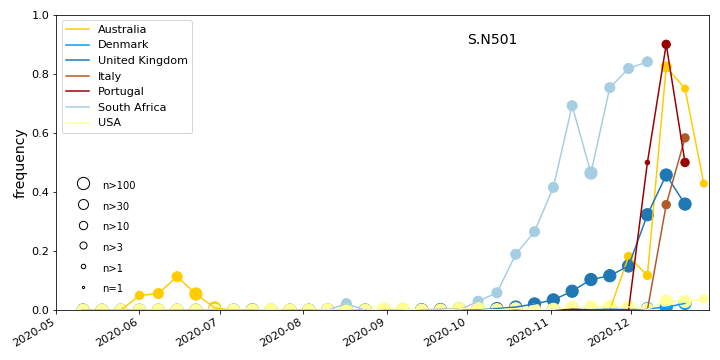 S.N501
Australia
Denmark
United Kingdom
Italy
Portugal
South Africa
USA
n>100
n>30
n>10
n>3
n>1
n=1
frequency
1.0
0.8
0.6
0.4
0.2
0.0
2020-05
2020-06
2020-07
2020-08
2020-09
2020-10
2020-11
2020-12